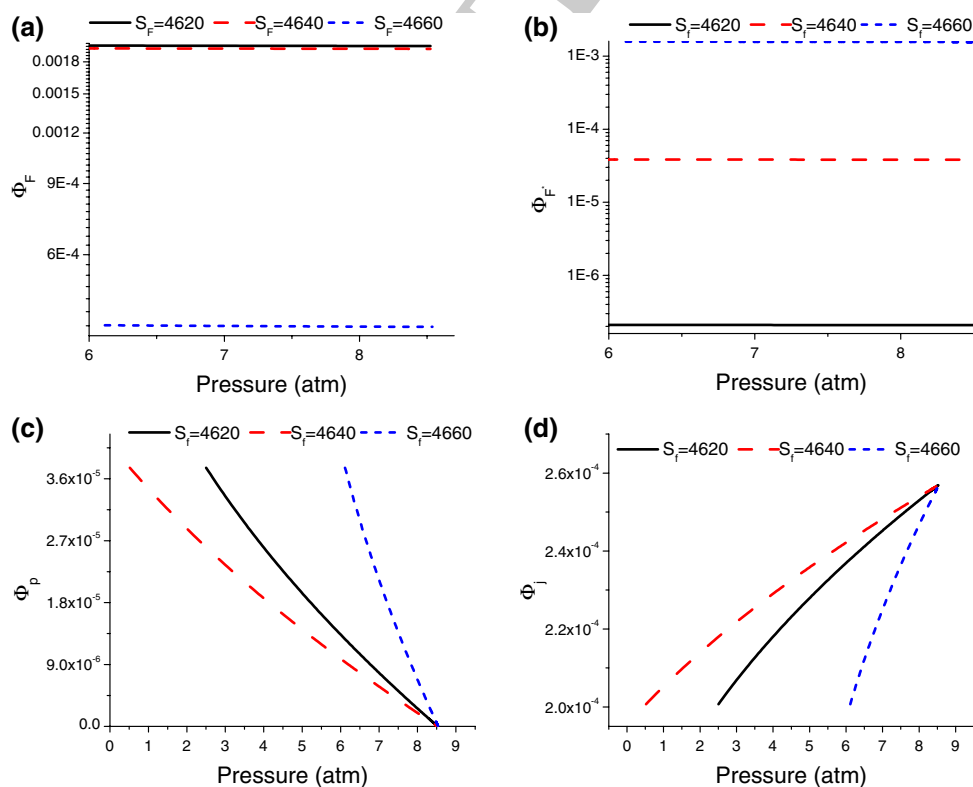 (a)
S_F=4620 S_F=4640 S_F=4660
0.0018
0.0015
0.0012
9E-4
6E-4
Φ_F
6 7 8
Pressure (atm)
(b)
S_f=4620 S_f=4640 S_f=4660
1E-3
1E-4
1E-5
1E-6
6 7 8
Pressure (atm)
(c)
S_f=4620 S_f=4640 S_f=4660
3.6x10^-5
2.7x10^-5
1.8x10^-5
9.0x10^-6
0.0
Φ_p
0 1 2 3 4 5 6 7 8 9
Pressure (atm)
(d)
S_f=4620 S_f=4640 S_f=4660
2.6x10^-4
2.4x10^-4
2.2x10^-4
2.0x10^-4
Φ_j
0 1 2 3 4 5 6 7 8 9
Pressure (atm)